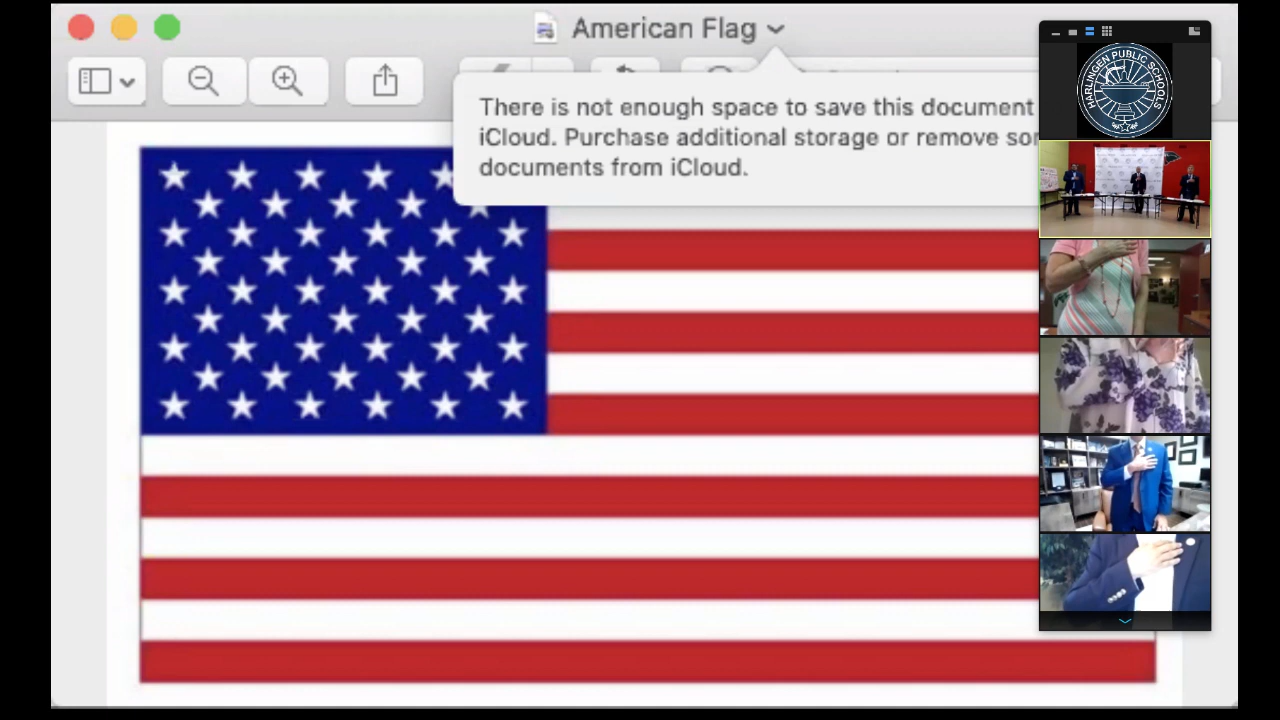 American Flag
There is not enough space to save this document
iCloud. Purchase additional storage or remove
documents from iCloud.
HARLINGEN PUBLIC SCHOOLS